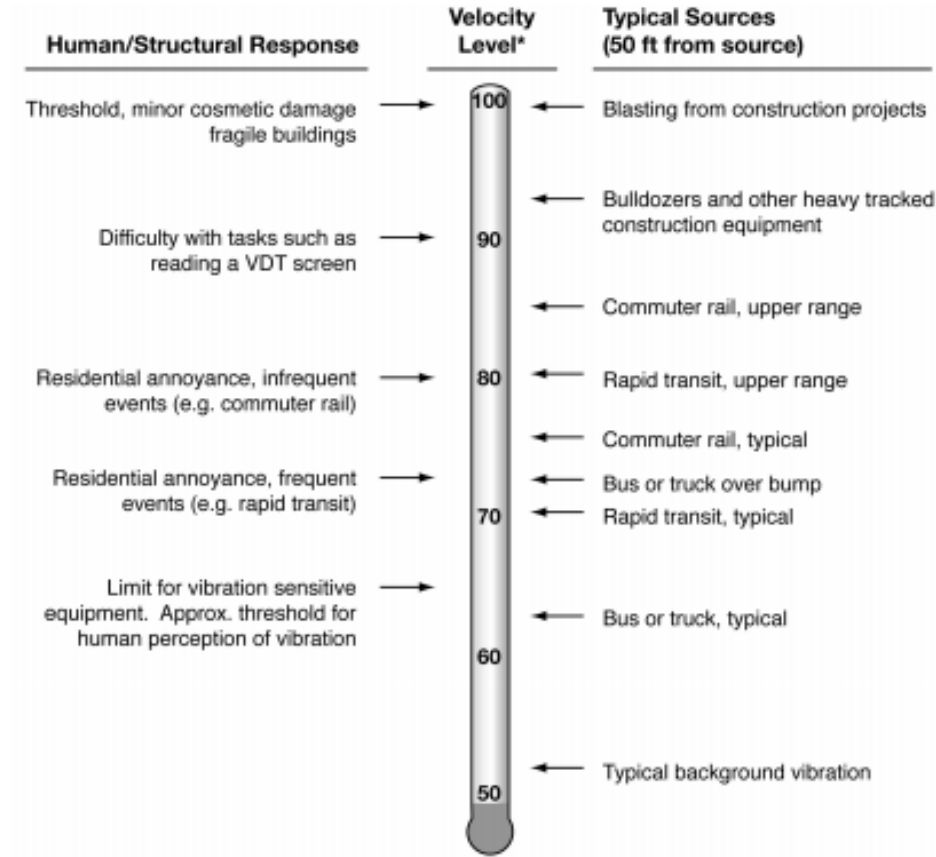 Human/Structural Response
Velocity
Level*
Typical Sources
(50 ft from source)
Threshold, minor cosmetic damage
fragile buildings
100
Blasting from construction projects
Bulldozers and other heavy tracked
construction equipment
Difficulty with tasks such as
reading a VDT screen
90
Commuter rail, upper range
Residential annoyance, infrequent
events (e.g. commuter rail)
80
Rapid transit, upper range
Commuter rail, typical
Residential annoyance, frequent
events (e.g. rapid transit)
Bus or truck over bump
70
Rapid transit, typical
Limit for vibration sensitive
equipment. Approx. threshold for
human perception of vibration
Bus or truck, typical
60
Typical background vibration
50